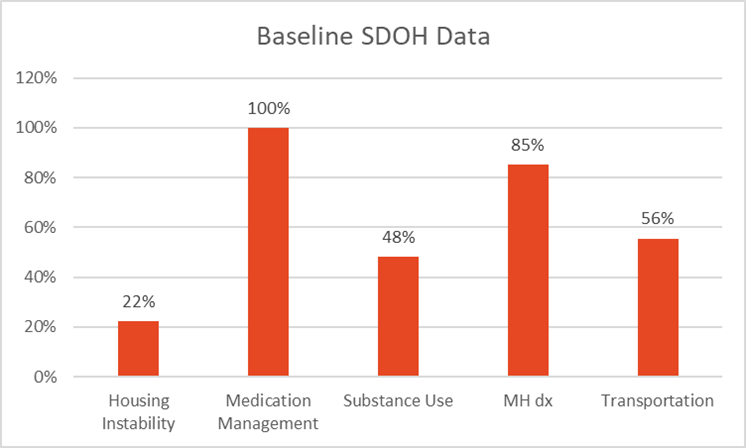 Baseline SDOH Data
120%
100%
80%
60%
40%
20%
0%
22%
100%
48%
85%
56%
Housing
Instability
Medication
Management
Substance Use
MH dx
Transportation